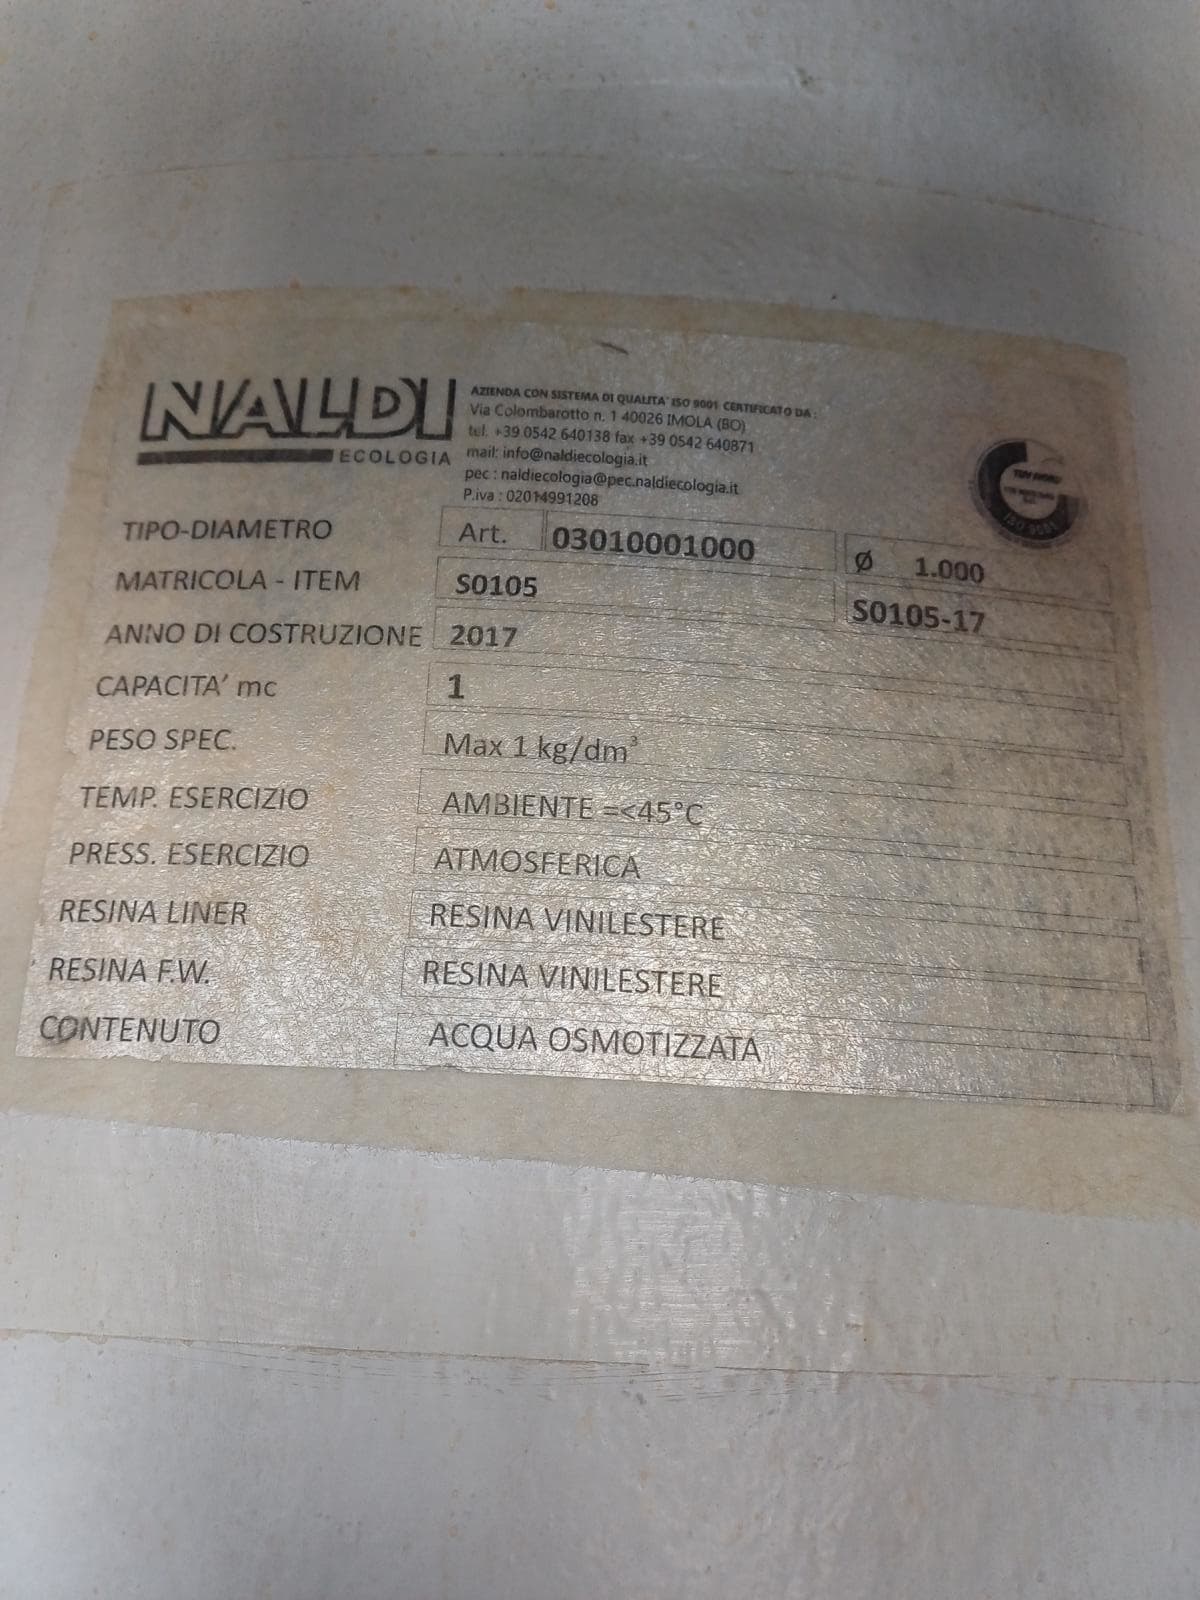 NALDI
ECOLOGIA
AZIENDA CON SISTEMA DI QUALITA' ISO 9001 CERTIFICATO DA :
Via Colombarotto n. 1 40026 IMOLA (BO)
tel. +39 0542 640138 fax +39 0542 640871
mail: info@naldiecologia.it
pec : naldiecologia@pec.naldiecologia.it
P.iva : 02014991208
TUV NORD
ISO 9001
TIPO-DIAMETRO Art. 03010001000 Ø 1.000
MATRICOLA - ITEM S0105 S0105-17
ANNO DI COSTRUZIONE 2017
CAPACITA' mc 1
PESO SPEC. Max 1 kg/dm³
TEMP. ESERCIZIO AMBIENTE =<45°C
PRESS. ESERCIZIO ATMOSFERICA
RESINA LINER RESINA VINILESTERE
RESINA F.W. RESINA VINILESTERE
CONTENUTO ACQUA OSMOTIZZATA